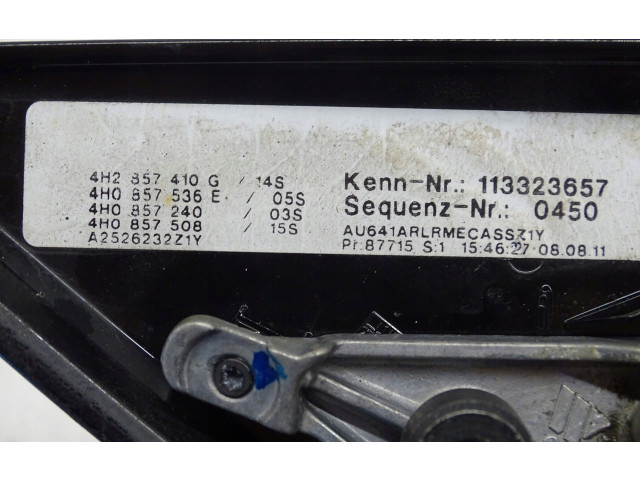 4H2 857 410 G / 14S
4H0 857 536 E / 05S
4H0 857 240 / 03S
4H0 857 508 / 15S
A2526232Z1Y
Kenn-Nr.: 113323657
Sequenz-Nr.: 0450
AU641ARLRMECASSZ1Y
Pr:87715 S:1 15:46:27 08.08.11